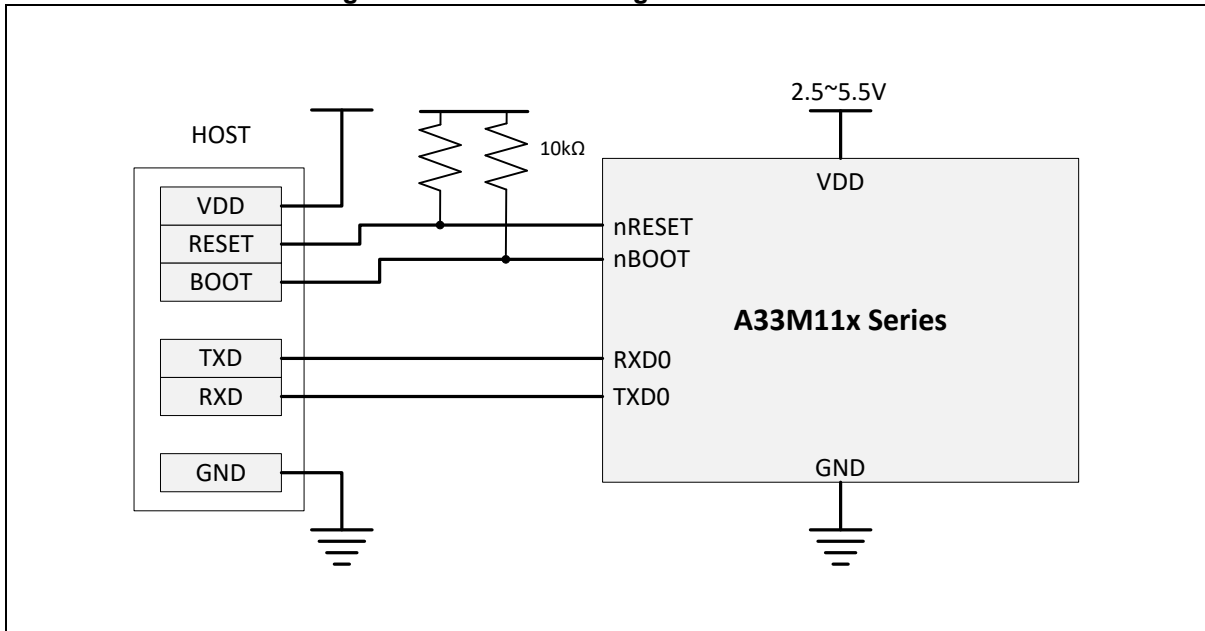 2.5~5.5V
HOST
10kΩ
VDD
VDD
RESET
BOOT
nRESET
nBOOT
A33M11x Series
TXD
RXD
RXD0
TXD0
GND
GND